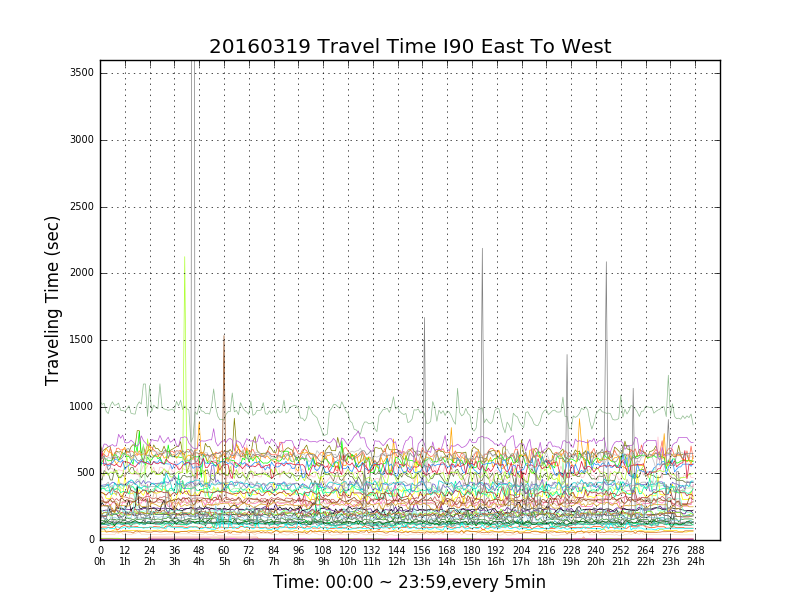 20160319 Travel Time I90 East To West
Traveling Time (sec)
3500
3000
2500
2000
1500
1000
500
0
0 12 24 36 48 60 72 84 96 108 120 132 144 156 168 180 192 204 216 228 240 252 264 276 288
0h 1h 2h 3h 4h 5h 6h 7h 8h 9h 10h 11h 12h 13h 14h 15h 16h 17h 18h 19h 20h 21h 22h 23h 24h
Time: 00:00 ~ 23:59,every 5min